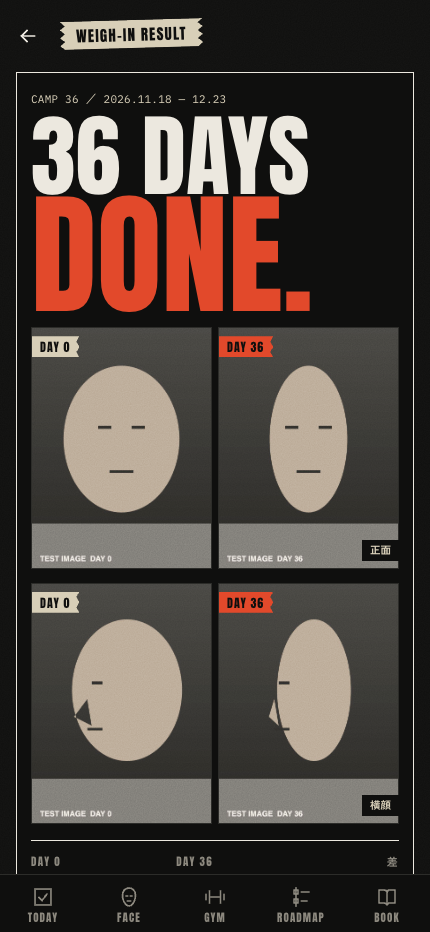 WEIGH-IN RESULT
CAMP 36 / 2026.11.18 — 12.23
36 DAYS
DONE.
DAY 0
DAY 36
TEST IMAGE DAY 0
TEST IMAGE DAY 36
正面
DAY 0
DAY 36
TEST IMAGE DAY 0
TEST IMAGE DAY 36
横顔
DAY 0 DAY 36 差
TODAY FACE GYM ROADMAP BOOK